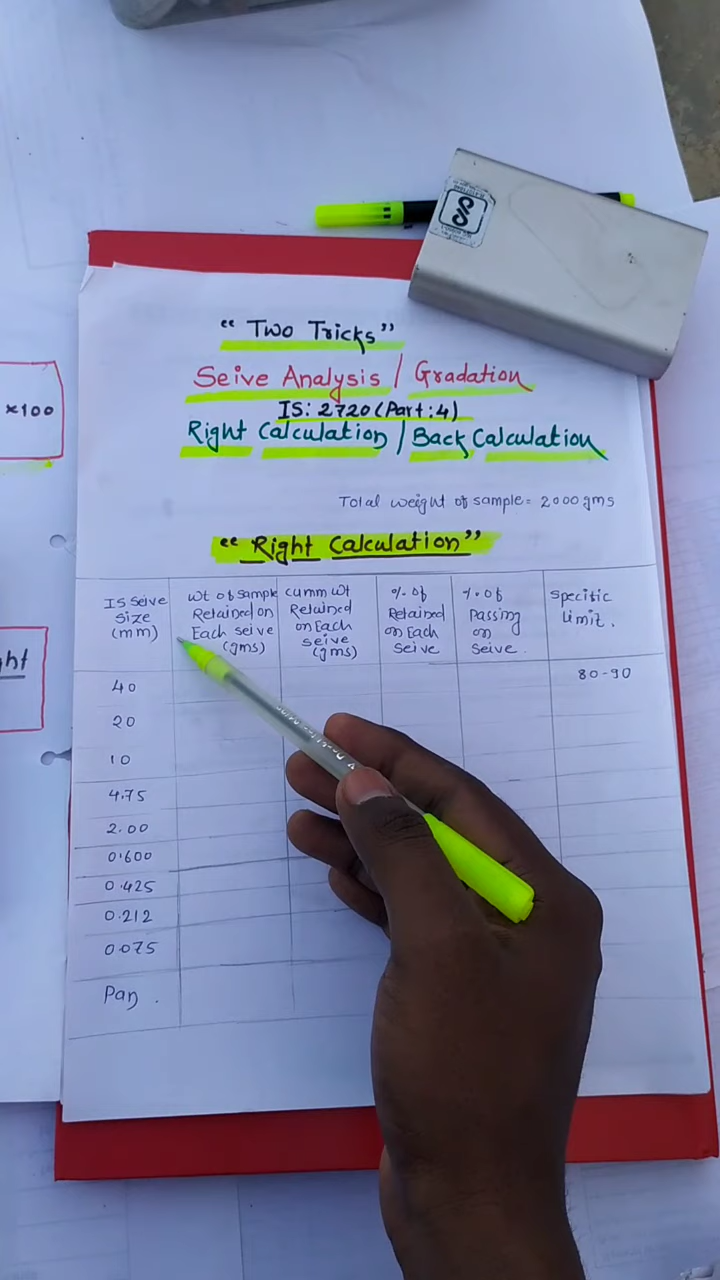 “ Two Tricks ”
Seive Analysis / Gradation
IS: 2720 (Part:4)
Right Calculation / Back Calculation
×100
Total weight of sample = 2000 gms
“ Right Calculation ”
IS Seive Size (mm)
Wt of sample Retained on Each seive (gms)
cumm wt Retained on Each seive (gms)
% of Retained on Each Seive
% of Passing on Seive.
Specific Limit.
40
80-90
20
10
4.75
2.00
0.600
0.425
0.212
0.075
Pan .
ght